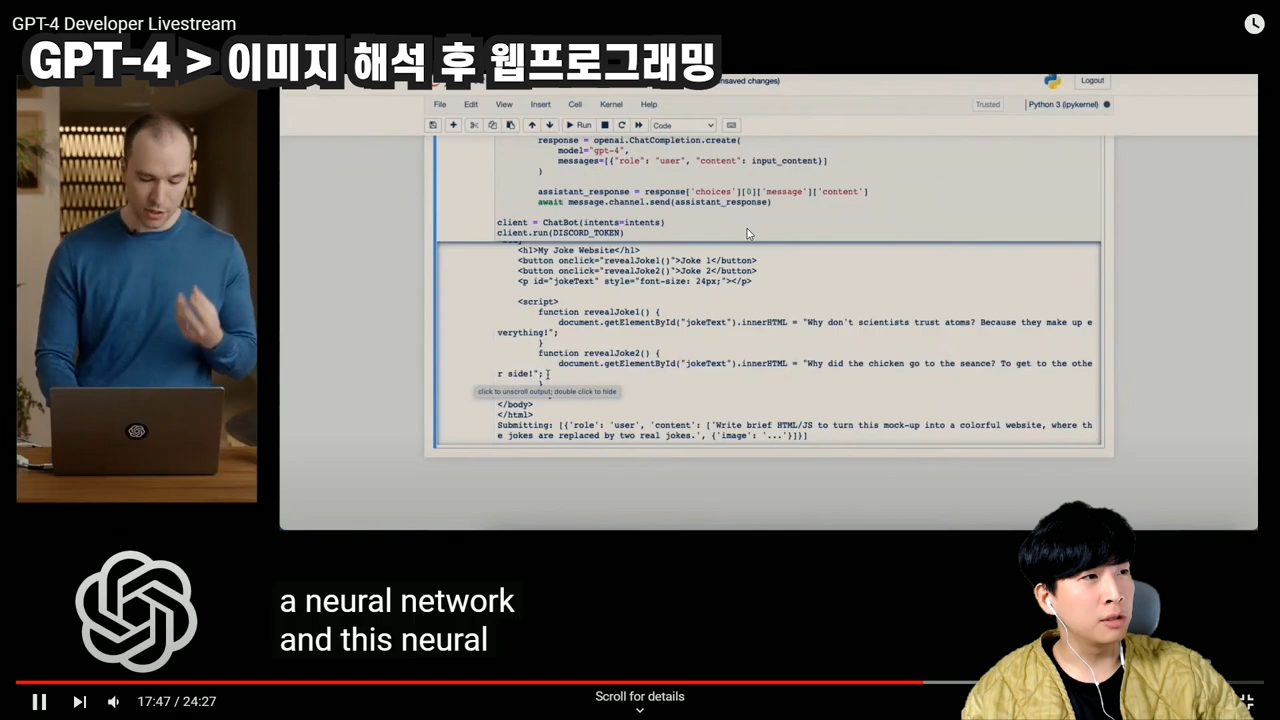 GPT-4 Developer Livestream
GPT-4 > 이미지 해석 후 웹프로그래밍
nsaved changes)
Logout
File Edit View Insert Cell Kernel Help
Trusted
Python 3 (ipykernel)
Run
Code
response = openai.ChatCompletion.create(
model="gpt-4",
messages=[{"role": "user", "content": input_content}]
)
assistant_response = response['choices'][0]['message']['content']
await message.channel.send(assistant_response)
client = ChatBot(intents=intents)
client.run(DISCORD_TOKEN)
<h1>My Joke Website</h1>
<button onclick="revealJoke1()">Joke 1</button>
<button onclick="revealJoke2()">Joke 2</button>
<p id="jokeText" style="font-size: 24px;"></p>
<script>
function revealJoke1() {
document.getElementById("jokeText").innerHTML = "Why don't scientists trust atoms? Because they make up e
verything!";
}
function revealJoke2() {
document.getElementById("jokeText").innerHTML = "Why did the chicken go to the seance? To get to the othe
r side!";
}
click to unscroll output; double click to hide
</body>
</html>
Submitting: [{'role': 'user', 'content': ['Write brief HTML/JS to turn this mock-up into a colorful website, where th
e jokes are replaced by two real jokes.', {'image': '...'}]}]
a neural network
and this neural
17:47 / 24:27
Scroll for details